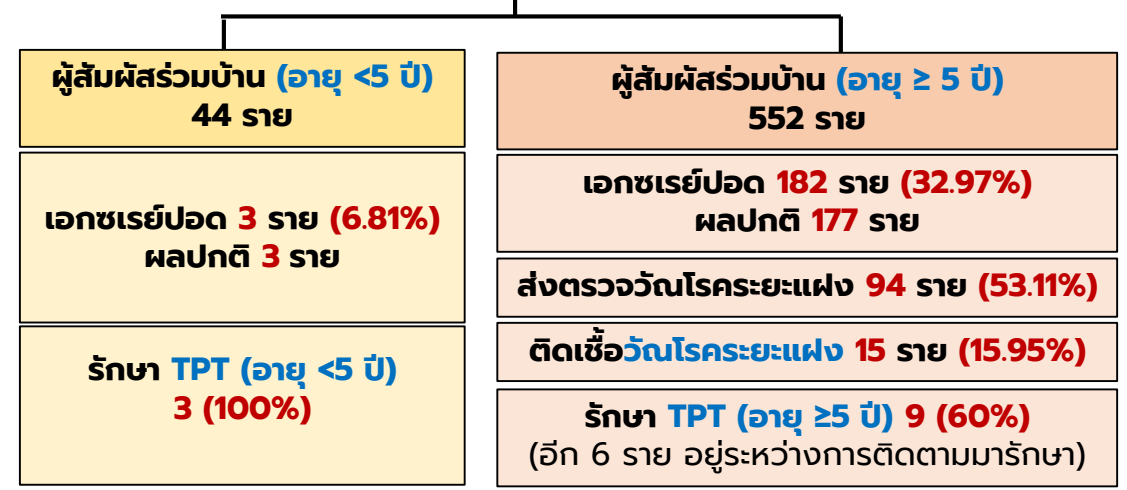 ผู้สัมผัสร่วมบ้าน (อายุ <5 ปี)
44 ราย
เอกซเรย์ปอด 3 ราย (6.81%)
ผลปกติ 3 ราย
รักษา TPT (อายุ <5 ปี)
3 (100%)
ผู้สัมผัสร่วมบ้าน (อายุ ≥ 5 ปี)
552 ราย
เอกซเรย์ปอด 182 ราย (32.97%)
ผลปกติ 177 ราย
ส่งตรวจวัณโรคระยะแฝง 94 ราย (53.11%)
ติดเชื้อวัณโรคระยะแฝง 15 ราย (15.95%)
รักษา TPT (อายุ ≥5 ปี) 9 (60%)
(อีก 6 ราย อยู่ระหว่างการติดตามมารักษา)